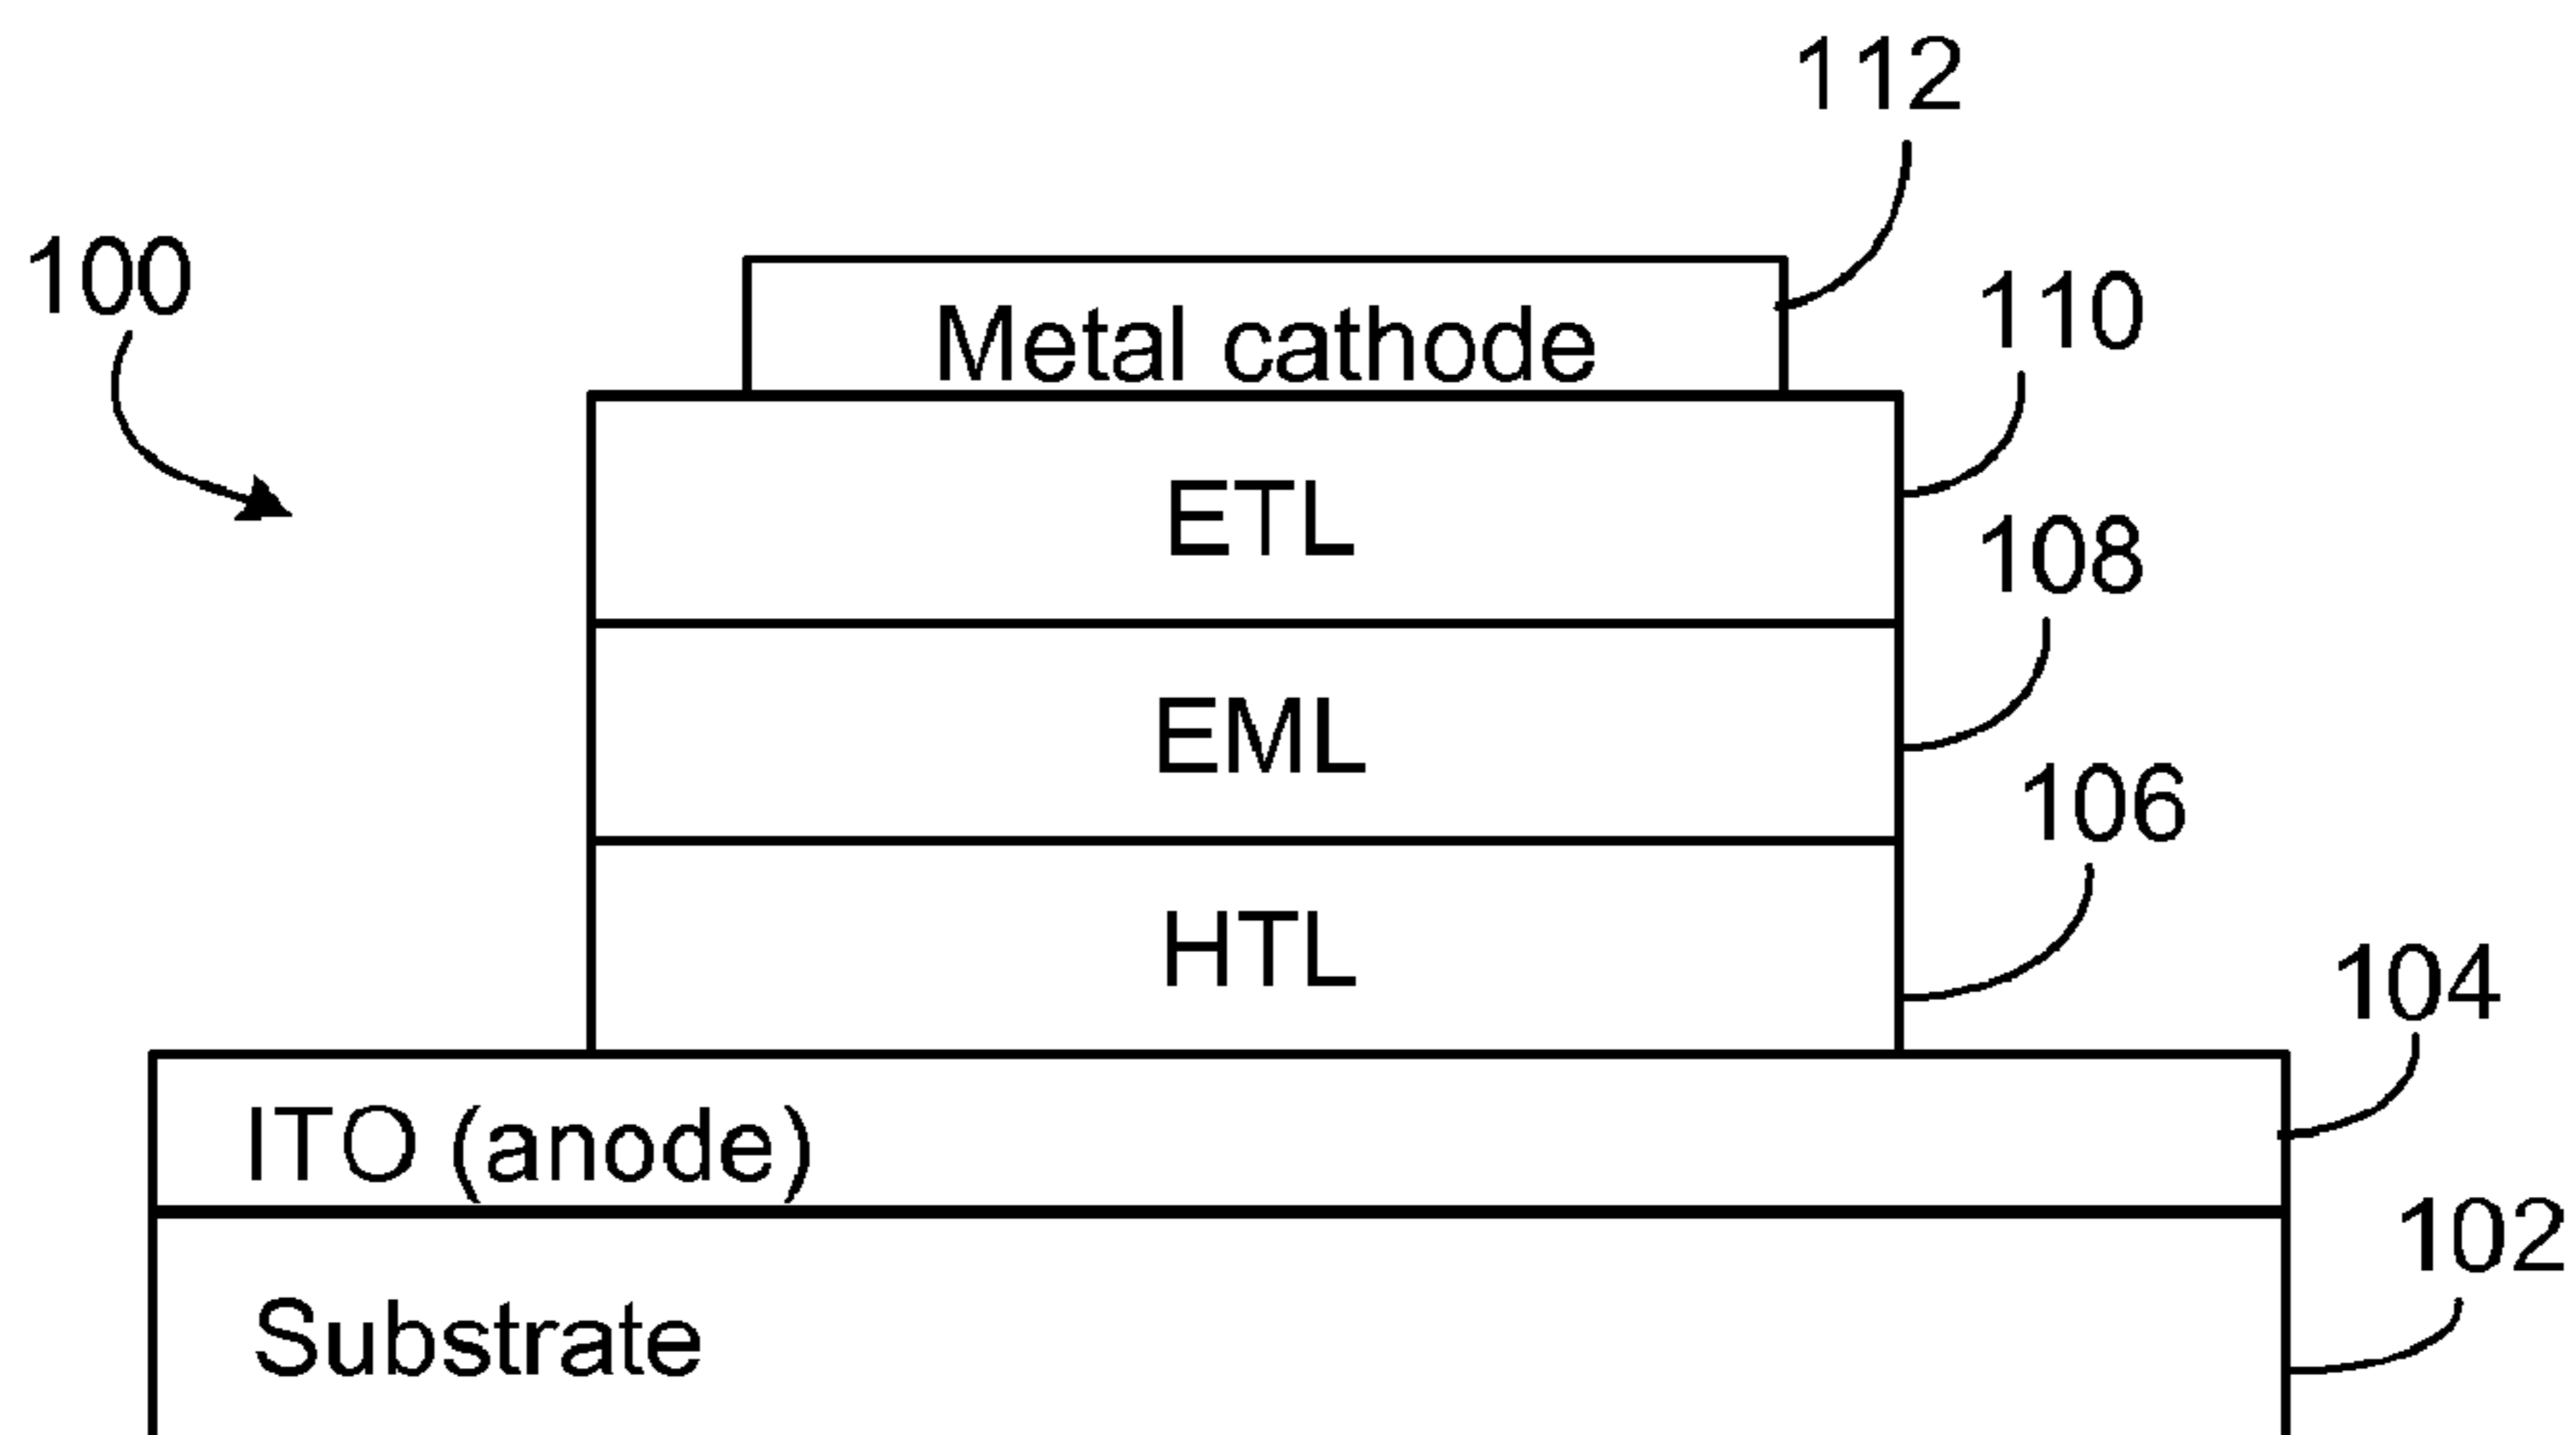 112
100
Metal cathode
110
ETL
108
EML
106
HTL
104
ITO (anode)
102
Substrate